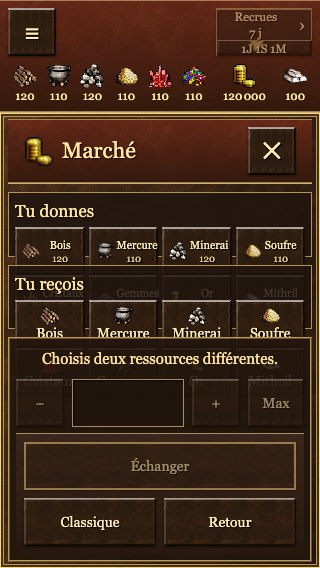 Recrues
7 j
1J 1S 1M
120 110 120 110 110 110 120 000 100
Marché
Tu donnes
Bois Mercure Minerai Soufre
120 110 120 110
Cristaux Gemmes Or Mithril
Tu reçois
Bois Mercure Minerai Soufre
Choisis deux ressources différentes.
− + Max
Échanger
Classique Retour